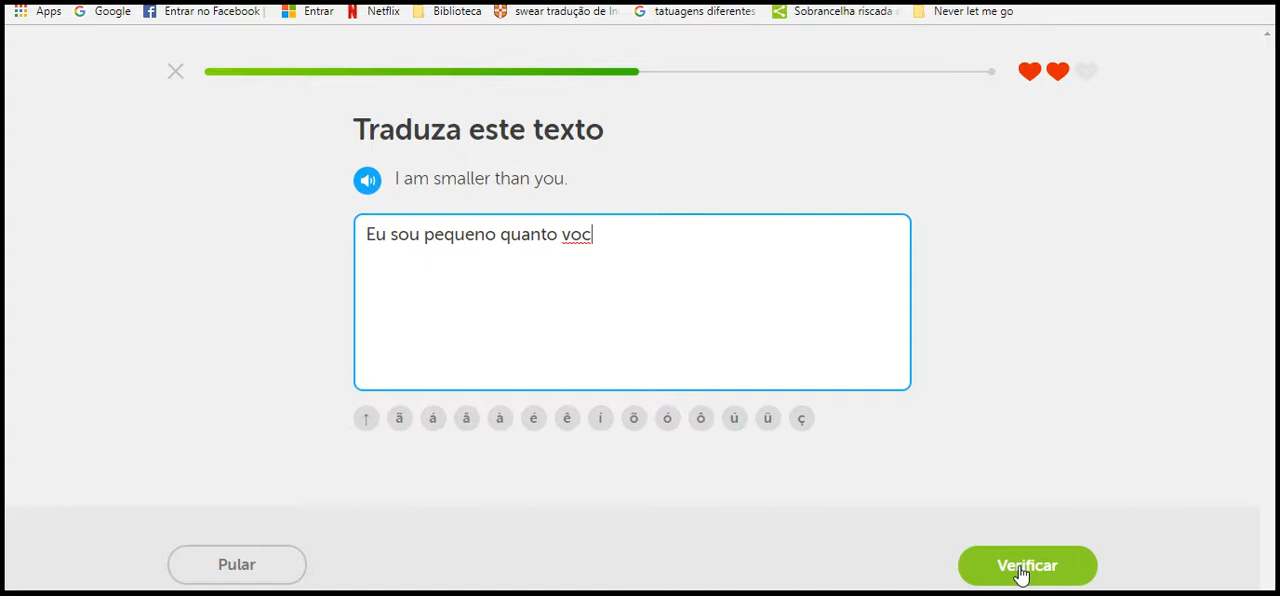 Apps Google Entrar no Facebook Entrar Netflix Biblioteca swear tradução de In tatuagens diferentes Sobrancelha riscada e Never let me go
Traduza este texto
I am smaller than you.
Eu sou pequeno quanto voc
↑ ã á â à é ê í õ ó ô ú ü ç
Pular Verificar